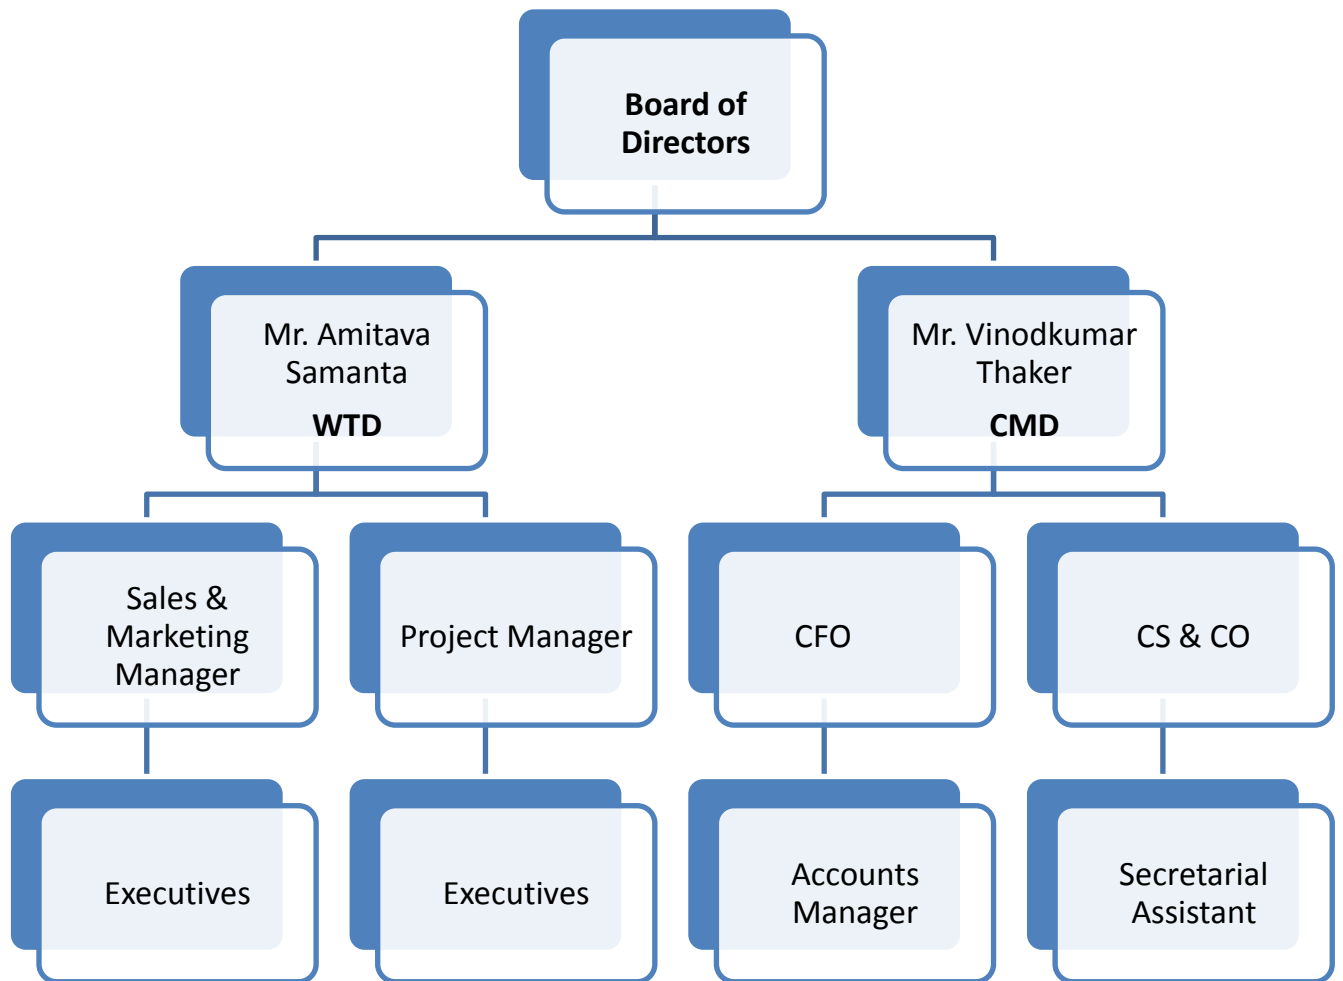 Board of
Directors
Mr. Amitava
Samanta
WTD
Mr. Vinodkumar
Thaker
CMD
Sales &
Marketing
Manager
Project Manager
CFO
CS & CO
Executives
Executives
Accounts
Manager
Secretarial
Assistant